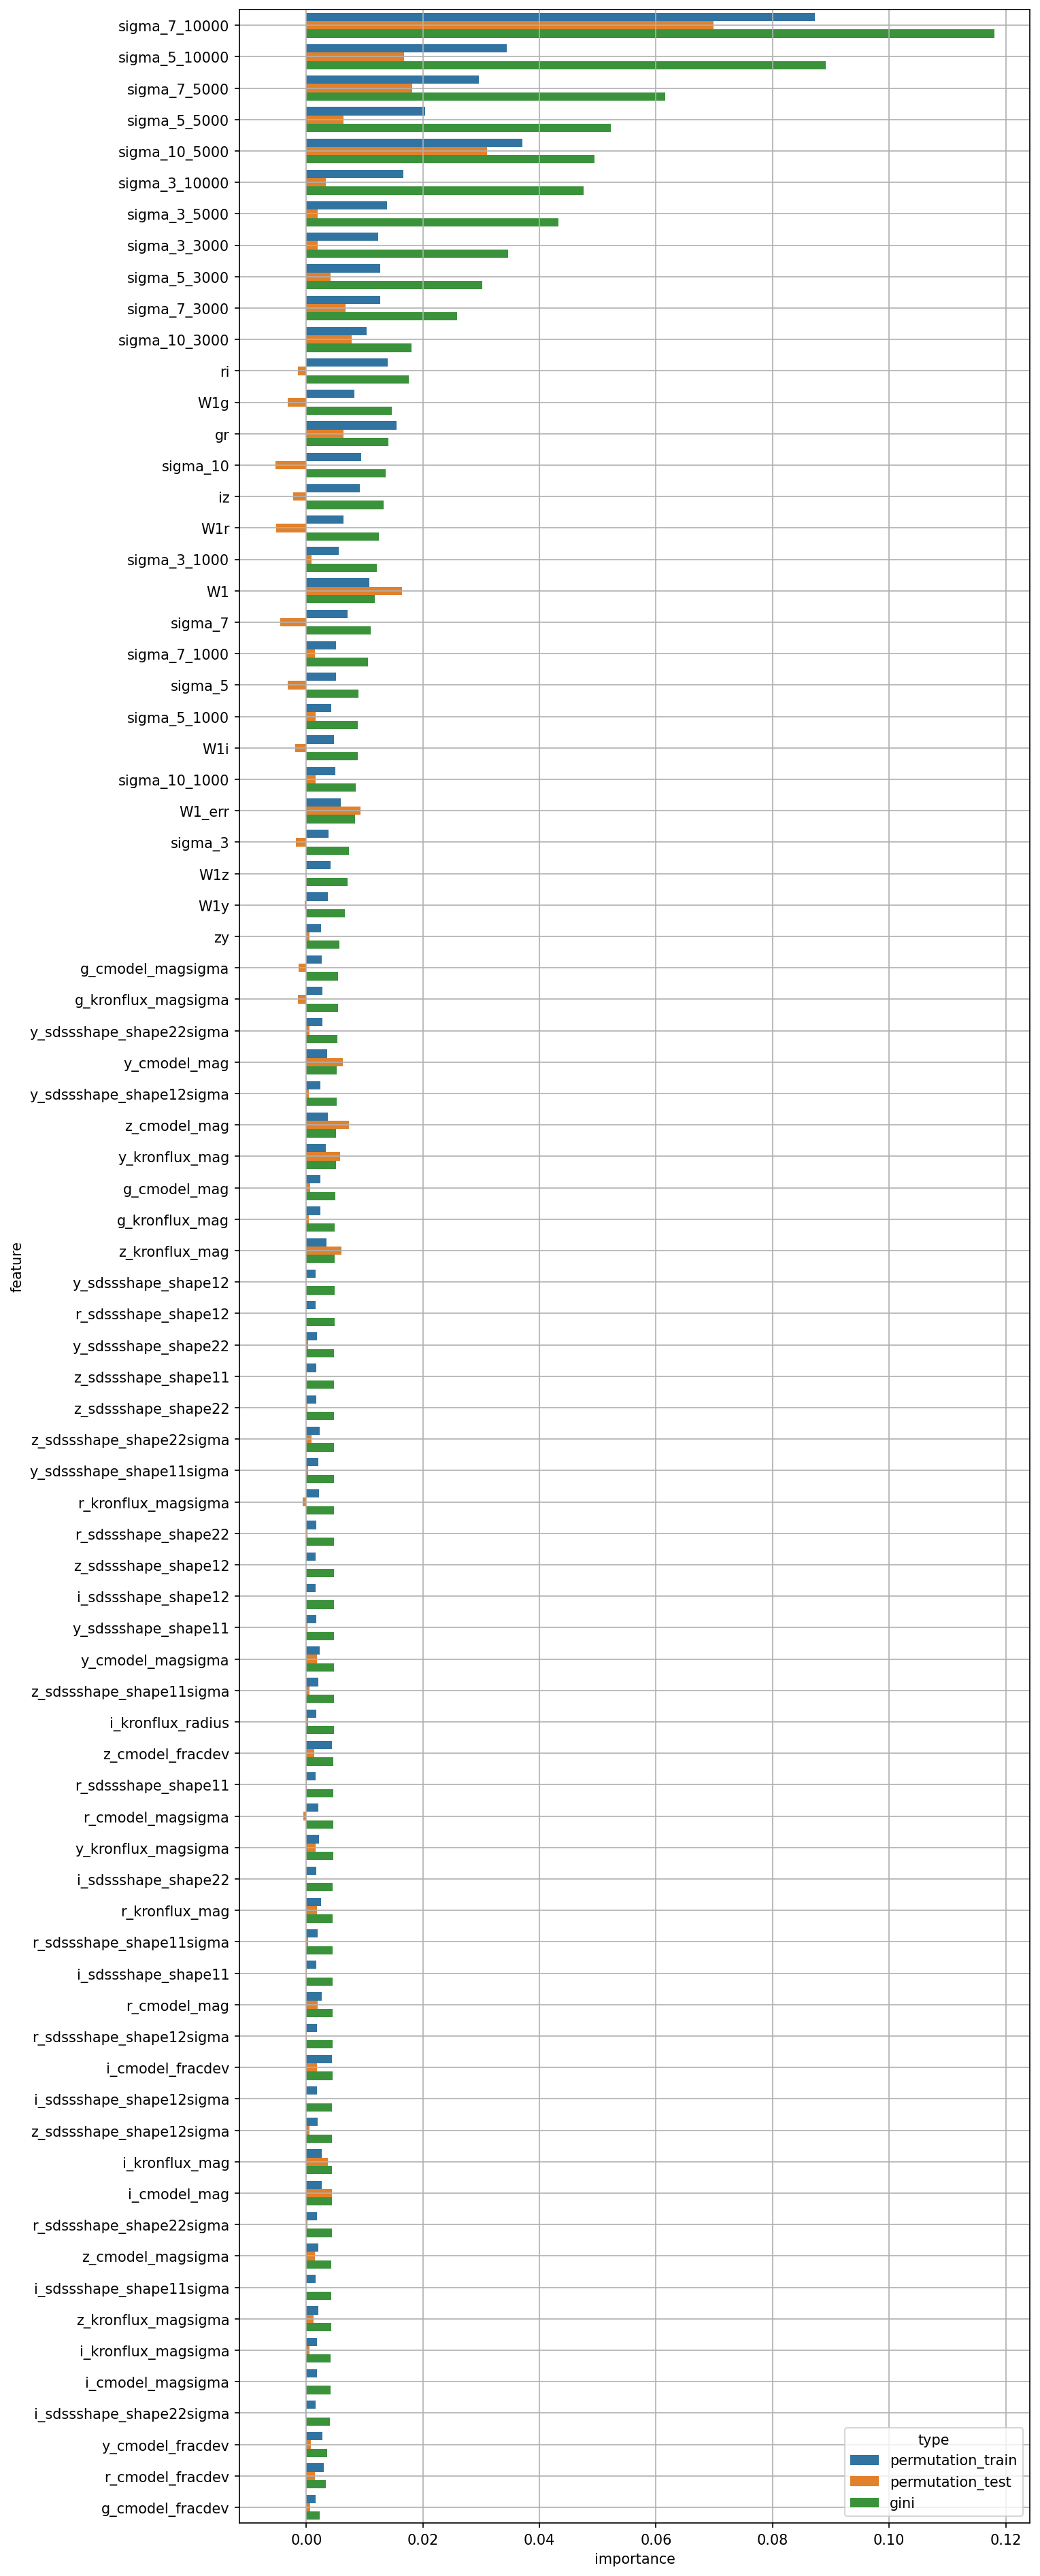 sigma_7_10000
sigma_5_10000
sigma_7_5000
sigma_5_5000
sigma_10_5000
sigma_3_10000
sigma_3_5000
sigma_3_3000
sigma_5_3000
sigma_7_3000
sigma_10_3000
ri
W1g
gr
sigma_10
iz
W1r
sigma_3_1000
W1
sigma_7
sigma_7_1000
sigma_5
sigma_5_1000
W1i
sigma_10_1000
W1_err
sigma_3
W1z
W1y
zy
g_cmodel_magsigma
g_kronflux_magsigma
y_sdssshape_shape22sigma
y_cmodel_mag
y_sdssshape_shape12sigma
z_cmodel_mag
y_kronflux_mag
g_cmodel_mag
g_kronflux_mag
z_kronflux_mag
y_sdssshape_shape12
r_sdssshape_shape12
y_sdssshape_shape22
z_sdssshape_shape11
z_sdssshape_shape22
z_sdssshape_shape22sigma
y_sdssshape_shape11sigma
r_kronflux_magsigma
r_sdssshape_shape22
z_sdssshape_shape12
i_sdssshape_shape12
y_sdssshape_shape11
y_cmodel_magsigma
z_sdssshape_shape11sigma
i_kronflux_radius
z_cmodel_fracdev
r_sdssshape_shape11
r_cmodel_magsigma
y_kronflux_magsigma
i_sdssshape_shape22
r_kronflux_mag
r_sdssshape_shape11sigma
i_sdssshape_shape11
r_cmodel_mag
r_sdssshape_shape12sigma
i_cmodel_fracdev
i_sdssshape_shape12sigma
z_sdssshape_shape12sigma
i_kronflux_mag
i_cmodel_mag
r_sdssshape_shape22sigma
z_cmodel_magsigma
i_sdssshape_shape11sigma
z_kronflux_magsigma
i_kronflux_magsigma
i_cmodel_magsigma
i_sdssshape_shape22sigma
y_cmodel_fracdev
r_cmodel_fracdev
g_cmodel_fracdev
feature
type
permutation_train
permutation_test
gini
0.00 0.02 0.04 0.06 0.08 0.10 0.12
importance